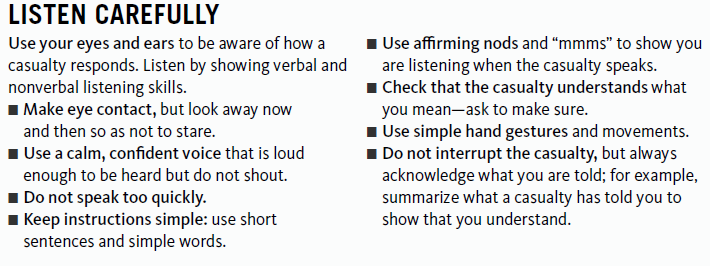 LISTEN CAREFULLY
Use your eyes and ears to be aware of how a
casualty responds. Listen by showing verbal and
nonverbal listening skills.
■ Make eye contact, but look away now
and then so as not to stare.
■ Use a calm, confident voice that is loud
enough to be heard but do not shout.
■ Do not speak too quickly.
■ Keep instructions simple: use short
sentences and simple words.
■ Use affirming nods and “mmms” to show you
are listening when the casualty speaks.
■ Check that the casualty understands what
you mean—ask to make sure.
■ Use simple hand gestures and movements.
■ Do not interrupt the casualty, but always
acknowledge what you are told; for example,
summarize what a casualty has told you to
show that you understand.